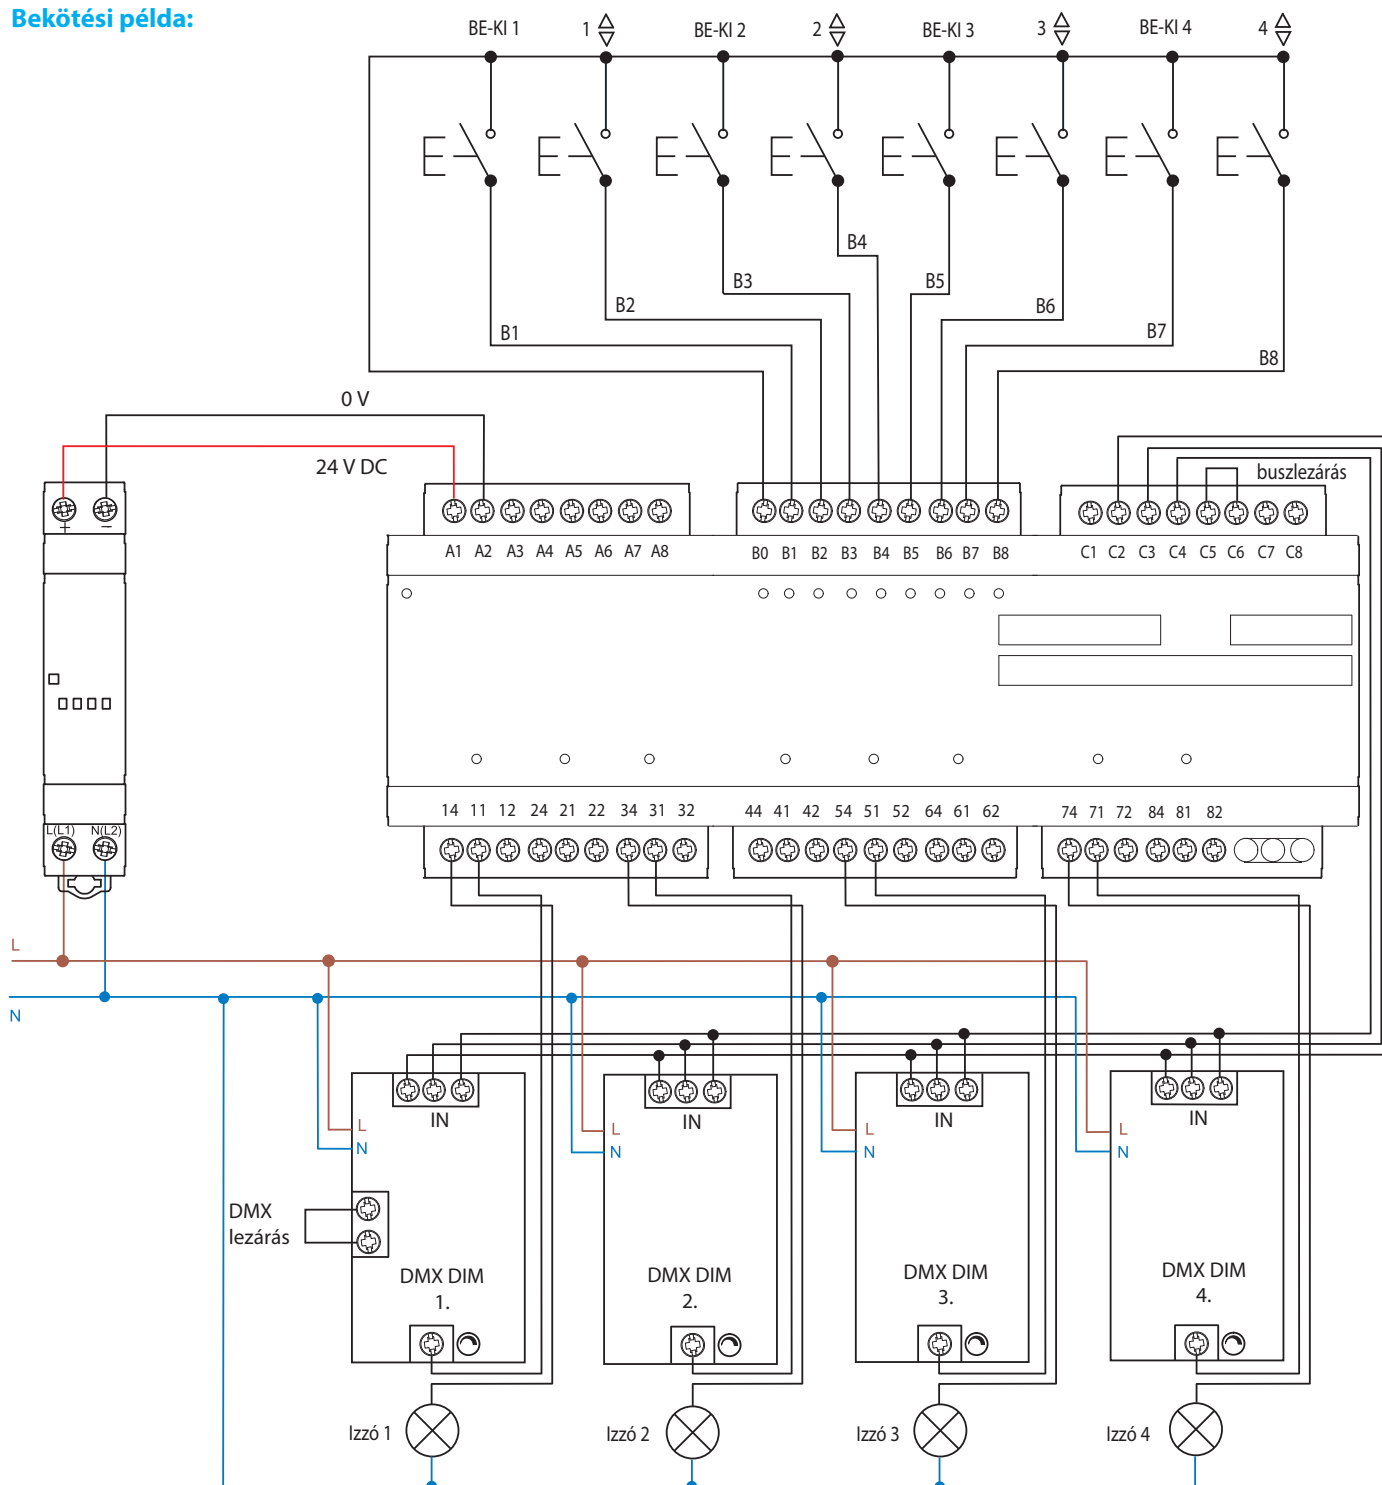 Bekötési példa:
BE-KI 1
1
BE-KI 2
2
BE-KI 3
3
BE-KI 4
4
B4
B3
B5
B2
B6
B1
B7
B8
0 V
24 V DC
buszlezárás
+ −
A1 A2 A3 A4 A5 A6 A7 A8
B0 B1 B2 B3 B4 B5 B6 B7 B8
C1 C2 C3 C4 C5 C6 C7 C8
14 11 12 24 21 22 34 31 32
44 41 42 54 51 52 64 61 62
74 71 72 84 81 82
L(L1) N(L2)
L
N
IN
IN
IN
IN
L
N
L
N
L
N
L
N
DMX
lezárás
DMX DIM
1.
DMX DIM
2.
DMX DIM
3.
DMX DIM
4.
Izzó 1
Izzó 2
Izzó 3
Izzó 4